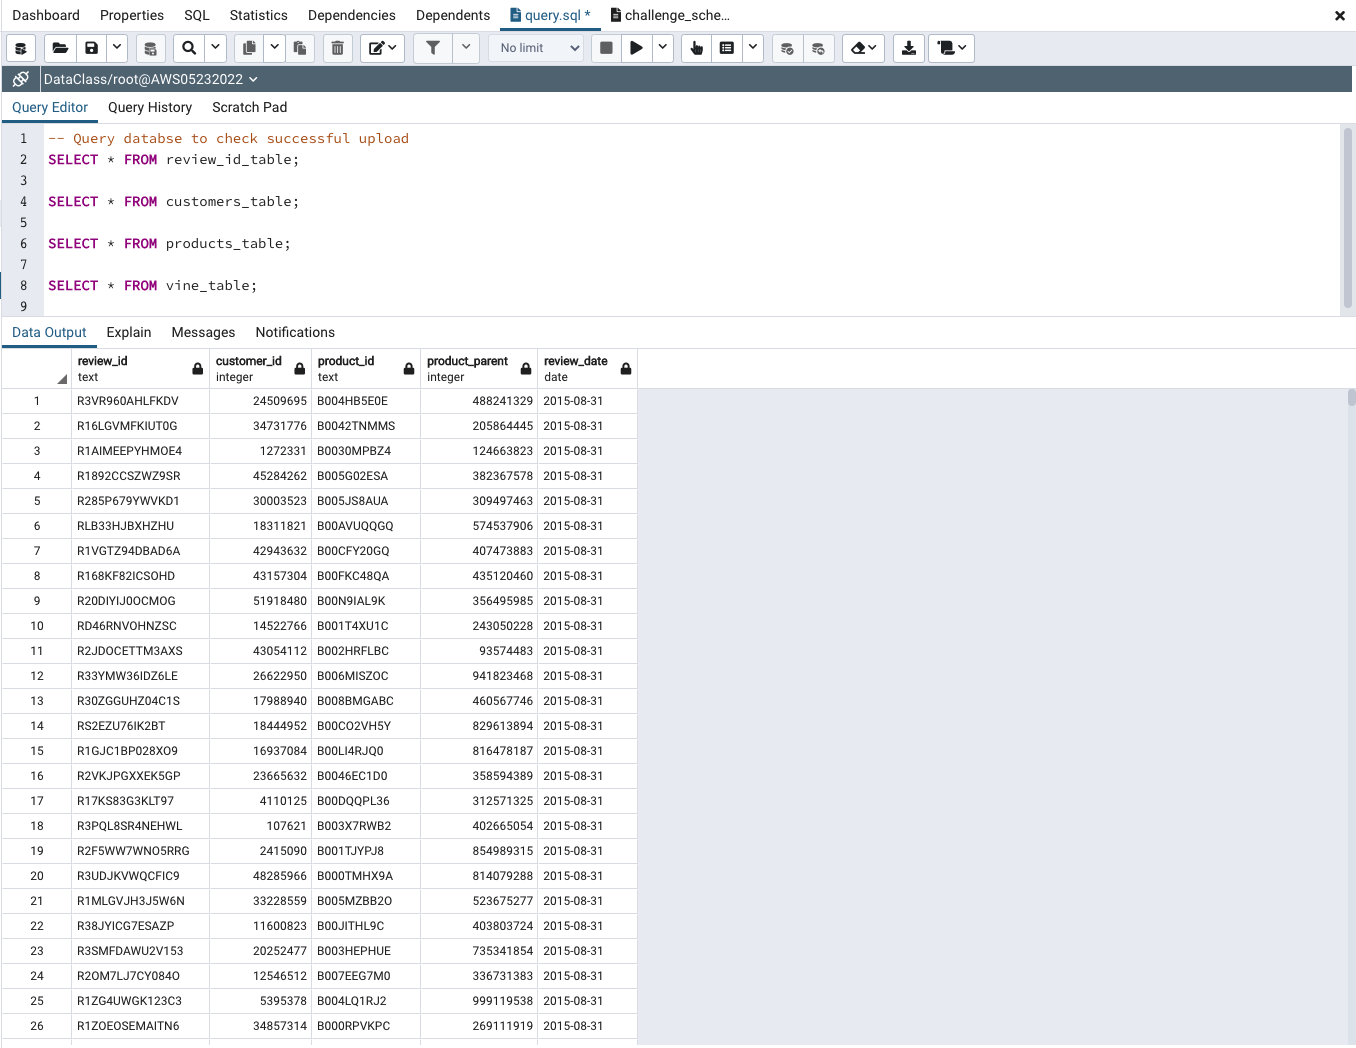 Dashboard Properties SQL Statistics Dependencies Dependents query.sql * challenge_sche...
No limit
DataClass/root@AWS05232022
Query Editor Query History Scratch Pad
1 -- Query databse to check successful upload
2 SELECT * FROM review_id_table;
3
4 SELECT * FROM customers_table;
5
6 SELECT * FROM products_table;
7
8 SELECT * FROM vine_table;
9
Data Output Explain Messages Notifications
review_id customer_id product_id product_parent review_date
text integer text integer date
1 R3VR960AHLFKDV 24509695 B004HB5E0E 488241329 2015-08-31
2 R16LGVMFKIUT0G 34731776 B0042TNMMS 205864445 2015-08-31
3 R1AIMEEPYHMOE4 1272331 B0030MPBZ4 124663823 2015-08-31
4 R1892CCSZWZ9SR 45284262 B005G02ESA 382367578 2015-08-31
5 R285P679YWVKD1 30003523 B005JS8AUA 309497463 2015-08-31
6 RLB33HJBXHZHU 18311821 B00AVUQQGQ 574537906 2015-08-31
7 R1VGTZ94DBAD6A 42943632 B00CFY20GQ 407473883 2015-08-31
8 R168KF82ICSOHD 43157304 B00FKC48QA 435120460 2015-08-31
9 R20DIYIJ0OCMOG 51918480 B00N9IAL9K 356495985 2015-08-31
10 RD46RNVOHNZSC 14522766 B001T4XU1C 243050228 2015-08-31
11 R2JDOCETTM3AXS 43054112 B002HRFLBC 93574483 2015-08-31
12 R33YMW36IDZ6LE 26622950 B006MISZOC 941823468 2015-08-31
13 R30ZGGUHZ04C1S 17988940 B008BMGABC 460567746 2015-08-31
14 RS2EZU76IK2BT 18444952 B00CO2VH5Y 829613894 2015-08-31
15 R1GJC1BP028XO9 16937084 B00LI4RJQ0 816478187 2015-08-31
16 R2VKJPGXXEK5GP 23665632 B0046EC1D0 358594389 2015-08-31
17 R17KS83G3KLT97 4110125 B00DQQPL36 312571325 2015-08-31
18 R3PQL8SR4NEHWL 107621 B003X7RWB2 402665054 2015-08-31
19 R2F5WW7WNO5RRG 2415090 B001TJYPJ8 854989315 2015-08-31
20 R3UDJKVWQCFIC9 48285966 B000TMHX9A 814079288 2015-08-31
21 R1MLGVJH3J5W6N 33228559 B005MZBB2O 523675277 2015-08-31
22 R38JYICG7ESAZP 11600823 B00JITHL9C 403803724 2015-08-31
23 R3SMFDAWU2V153 20252477 B003HEPHUE 735341854 2015-08-31
24 R2OM7LJ7CY084O 12546512 B007EEG7M0 336731383 2015-08-31
25 R1ZG4UWGK123C3 5395378 B004LQ1RJ2 999119538 2015-08-31
26 R1ZOEOSEMAITN6 34857314 B000RPVKPC 269111919 2015-08-31